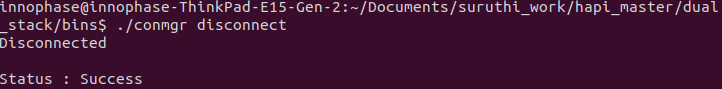 innophase@innophase-ThinkPad-E15-Gen-2:~/Documents/suruthi_work/hapi_master/dual
_stack/bins$ ./conmgr disconnect
Disconnected
Status : Success